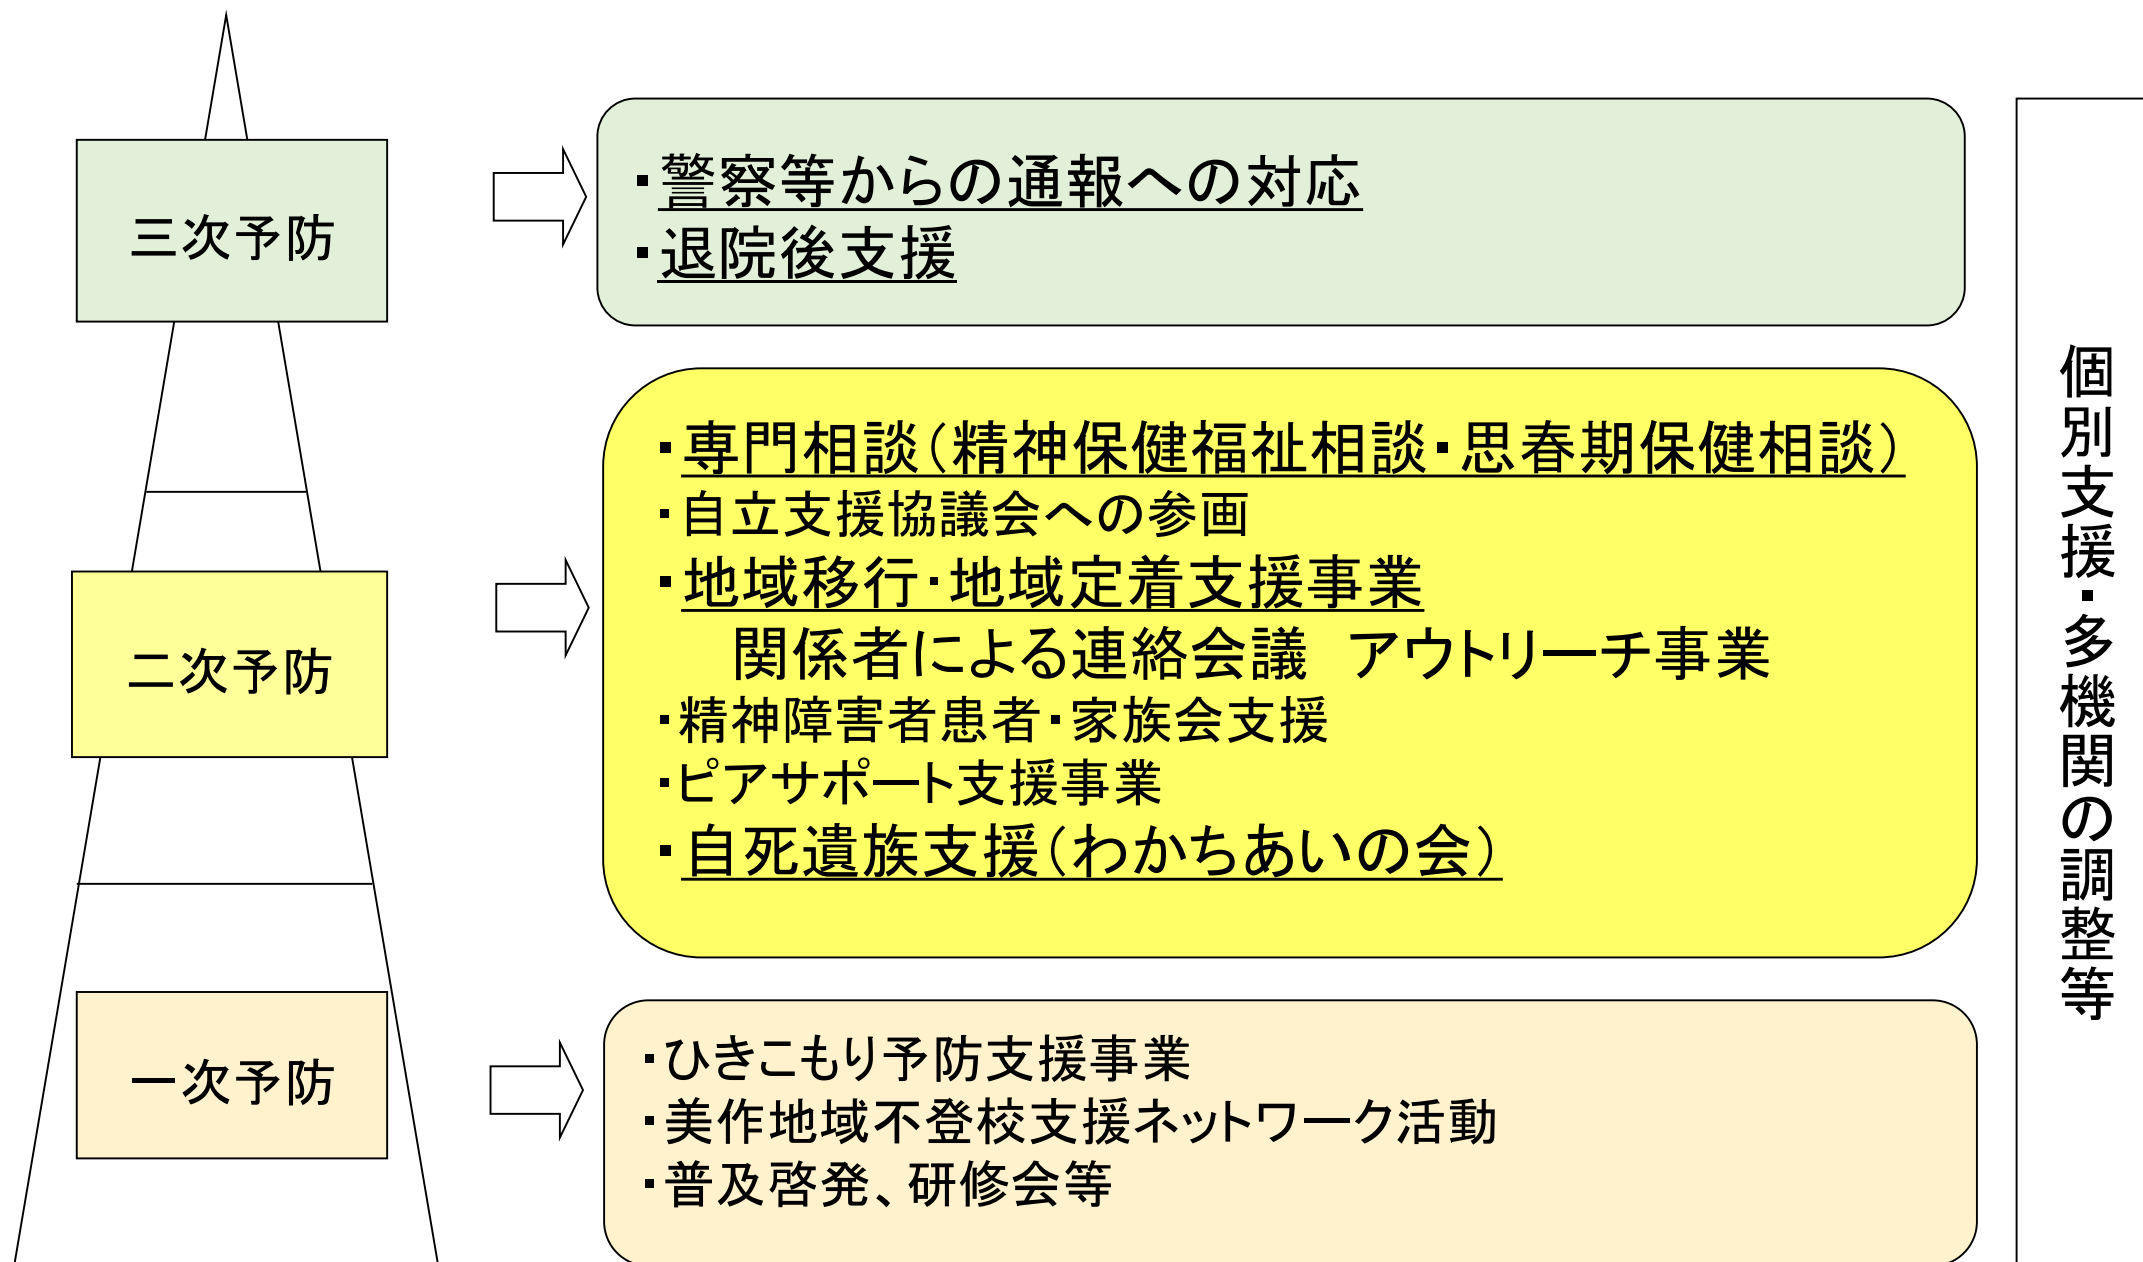 三次予防
・警察等からの通報への対応
・退院後支援
二次予防
・専門相談（精神保健福祉相談・思春期保健相談）
・自立支援協議会への参画
・地域移行・地域定着支援事業
関係者による連絡会議　アウトリーチ事業
・精神障害者患者・家族会支援
・ピアサポート支援事業
・自死遺族支援（わかちあいの会）
一次予防
・ひきこもり予防支援事業
・美作地域不登校支援ネットワーク活動
・普及啓発、研修会等
個別支援・多機関の調整等